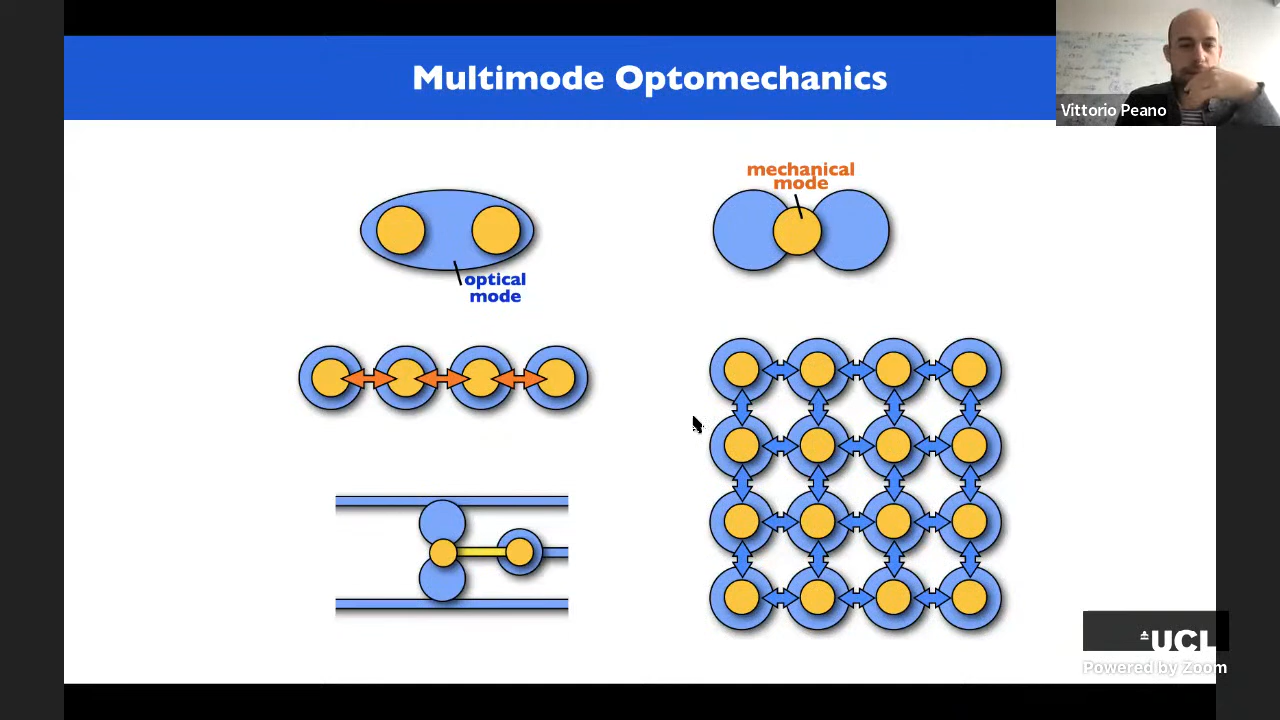 Multimode Optomechanics
Vittorio Peano
mechanical
mode
optical
mode
UCL
Powered by Zoom